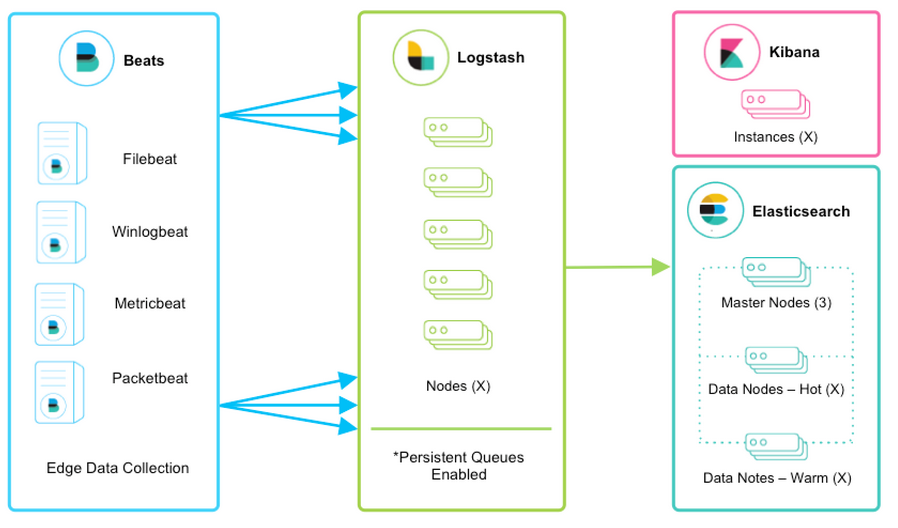 Beats
Filebeat
Winlogbeat
Metricbeat
Packetbeat
Edge Data Collection
Logstash
Nodes (X)
*Persistent Queues
Enabled
Kibana
Instances (X)
Elasticsearch
Master Nodes (3)
Data Nodes – Hot (X)
Data Notes – Warm (X)